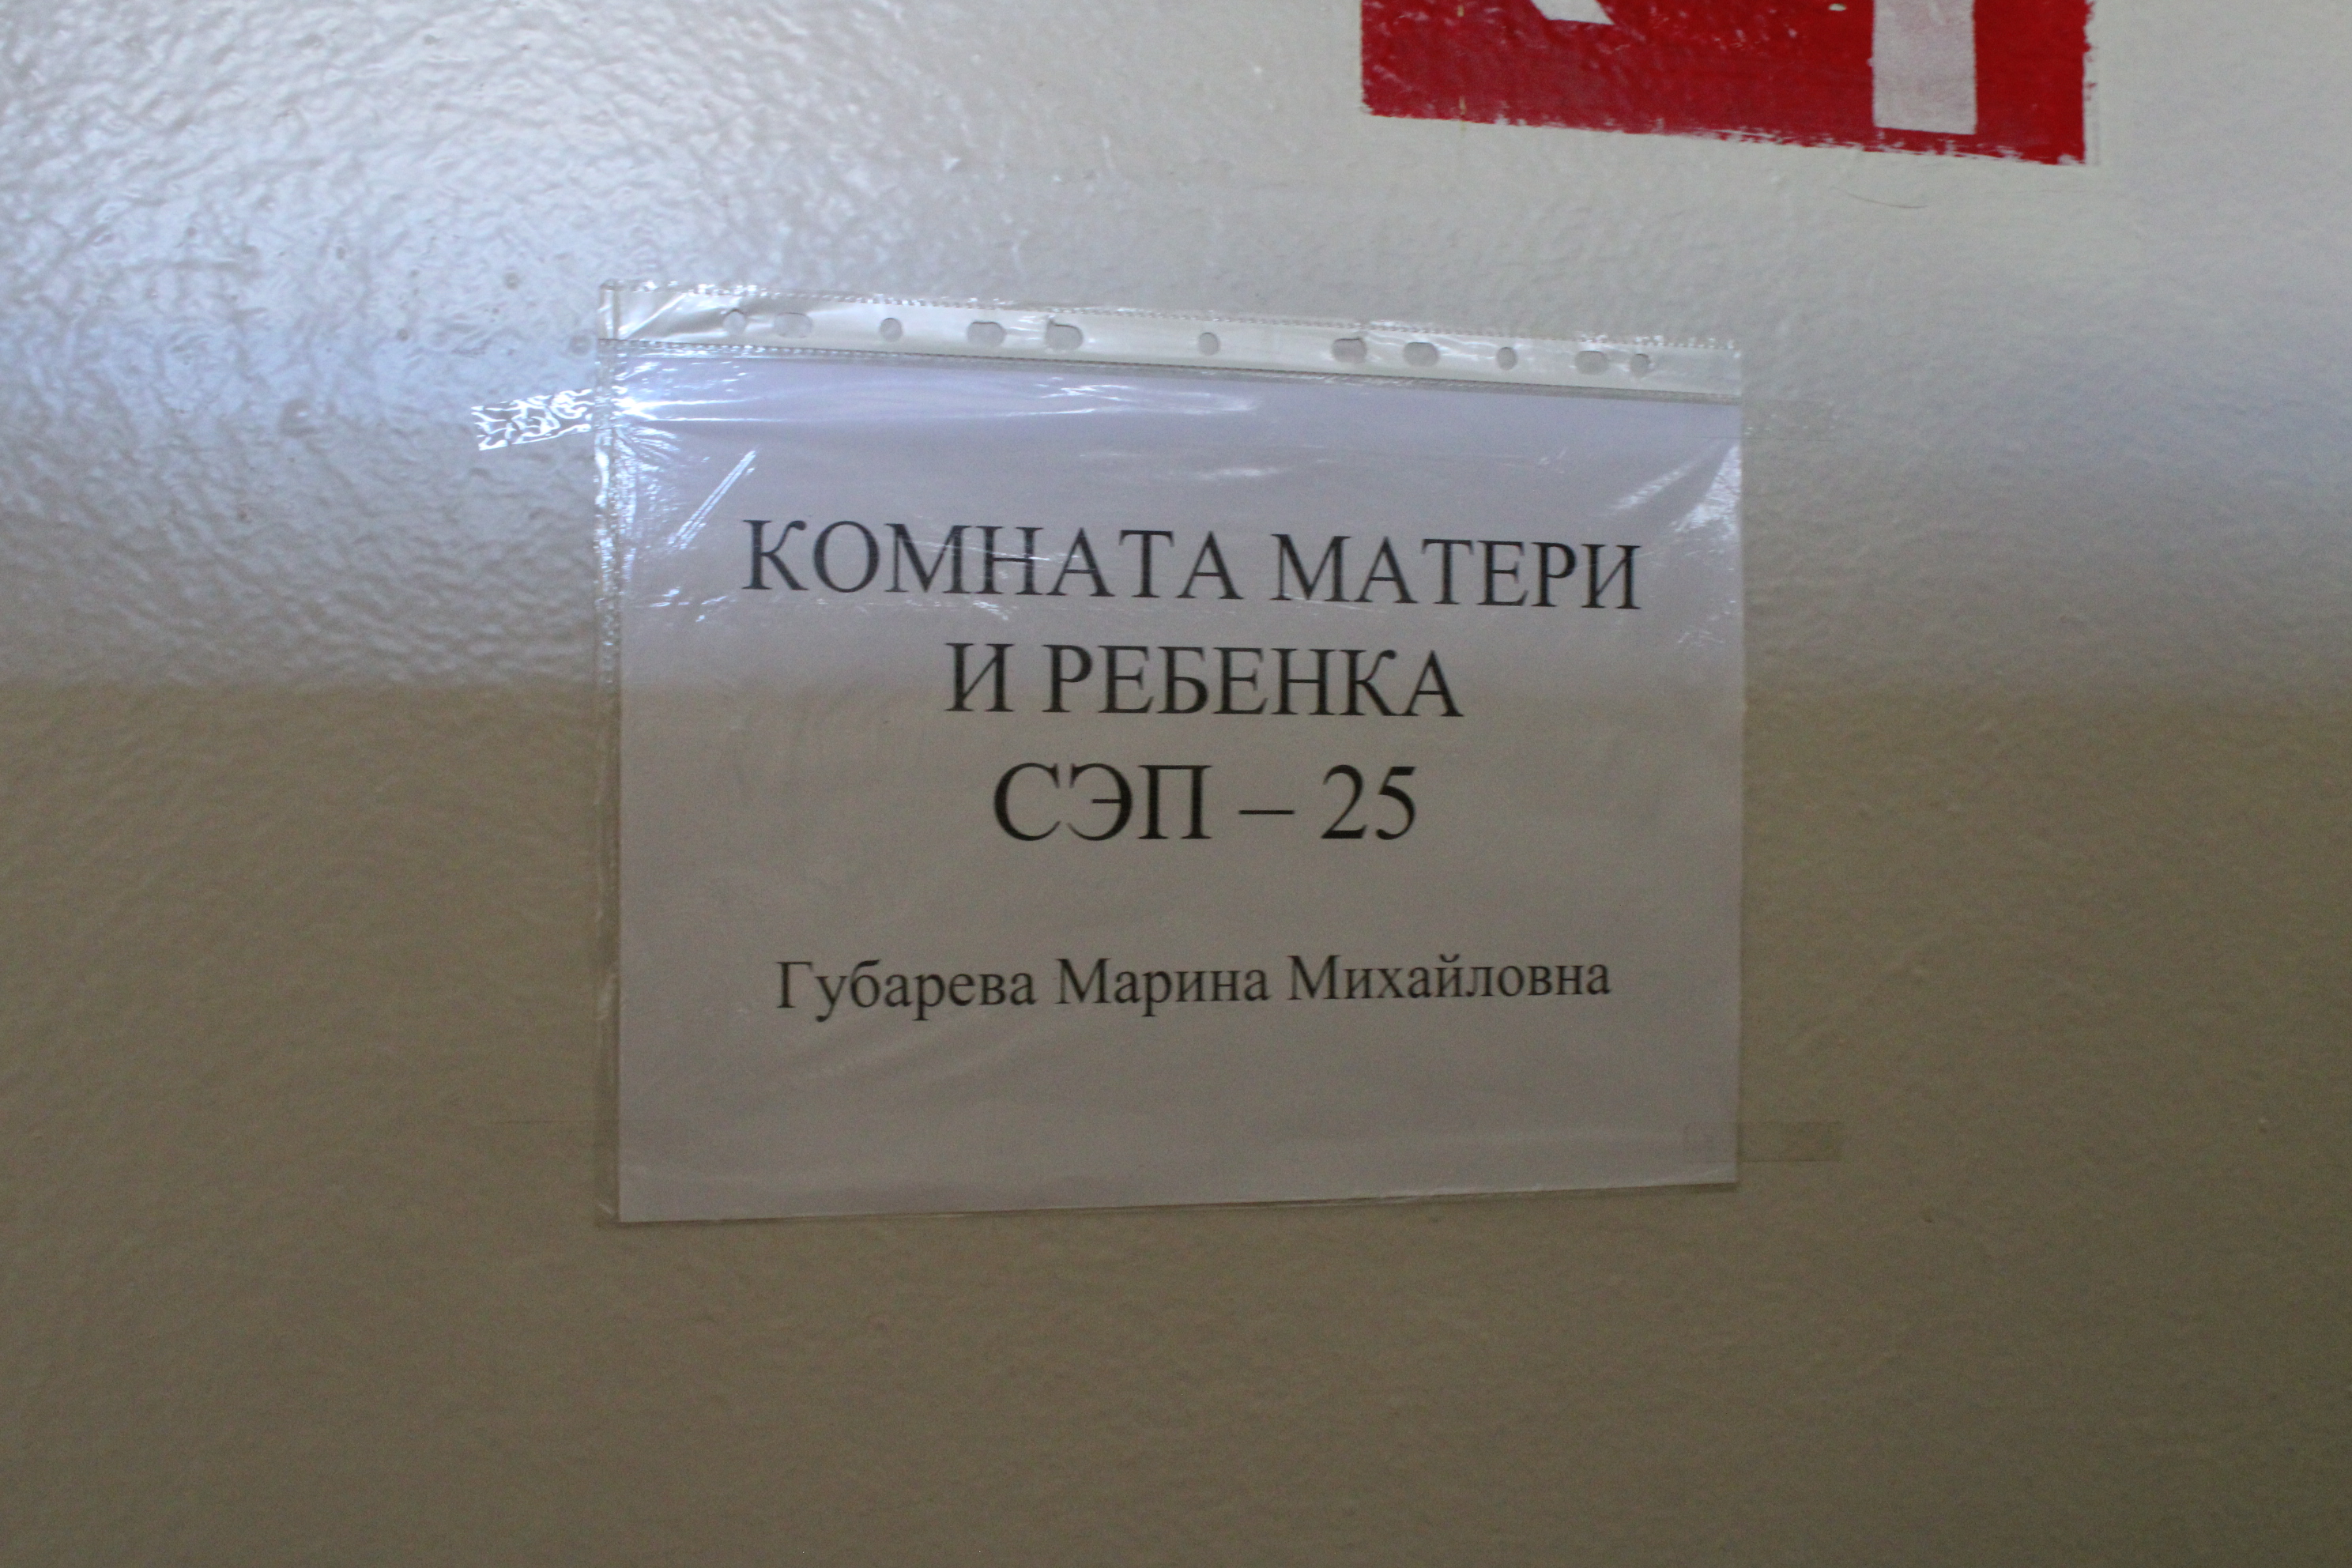 КОМНАТА МАТЕРИ
И РЕБЕНКА
СЭП – 25
Губарева Марина Михайловна